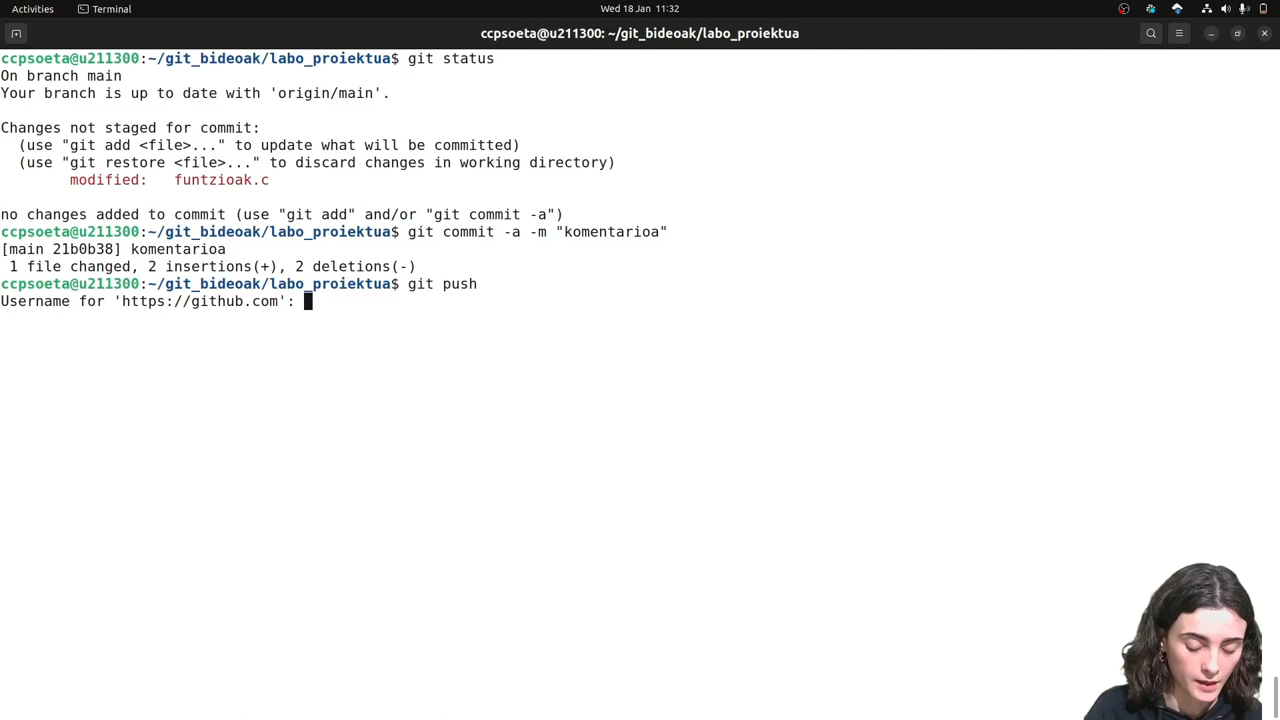 Activities
Terminal
Wed 18 Jan 11:32
ccpsoeta@u211300: ~/git_bideoak/labo_proiektua
ccpsoeta@u211300:~/git_bideoak/labo_proiektua$ git status
On branch main
Your branch is up to date with 'origin/main'.
Changes not staged for commit:
(use "git add <file>..." to update what will be committed)
(use "git restore <file>..." to discard changes in working directory)
modified: funtzioak.c
no changes added to commit (use "git add" and/or "git commit -a")
ccpsoeta@u211300:~/git_bideoak/labo_proiektua$ git commit -a -m "komentarioa"
[main 21b0b38] komentarioa
1 file changed, 2 insertions(+), 2 deletions(-)
ccpsoeta@u211300:~/git_bideoak/labo_proiektua$ git push
Username for 'https://github.com':